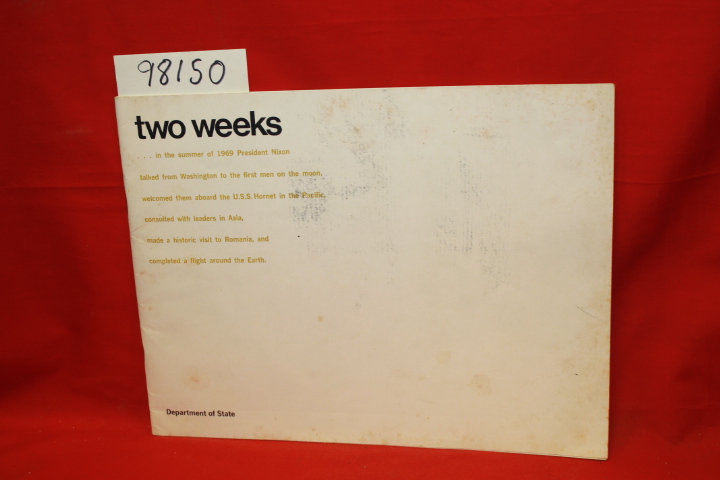 98150
two weeks
. . . in the summer of 1969 President Nixon
talked from Washington to the first men on the moon,
welcomed them aboard the U.S.S. Hornet in the Pacific,
consulted with leaders in Asia,
made a historic visit to Romania, and
completed a flight around the Earth.
Department of State